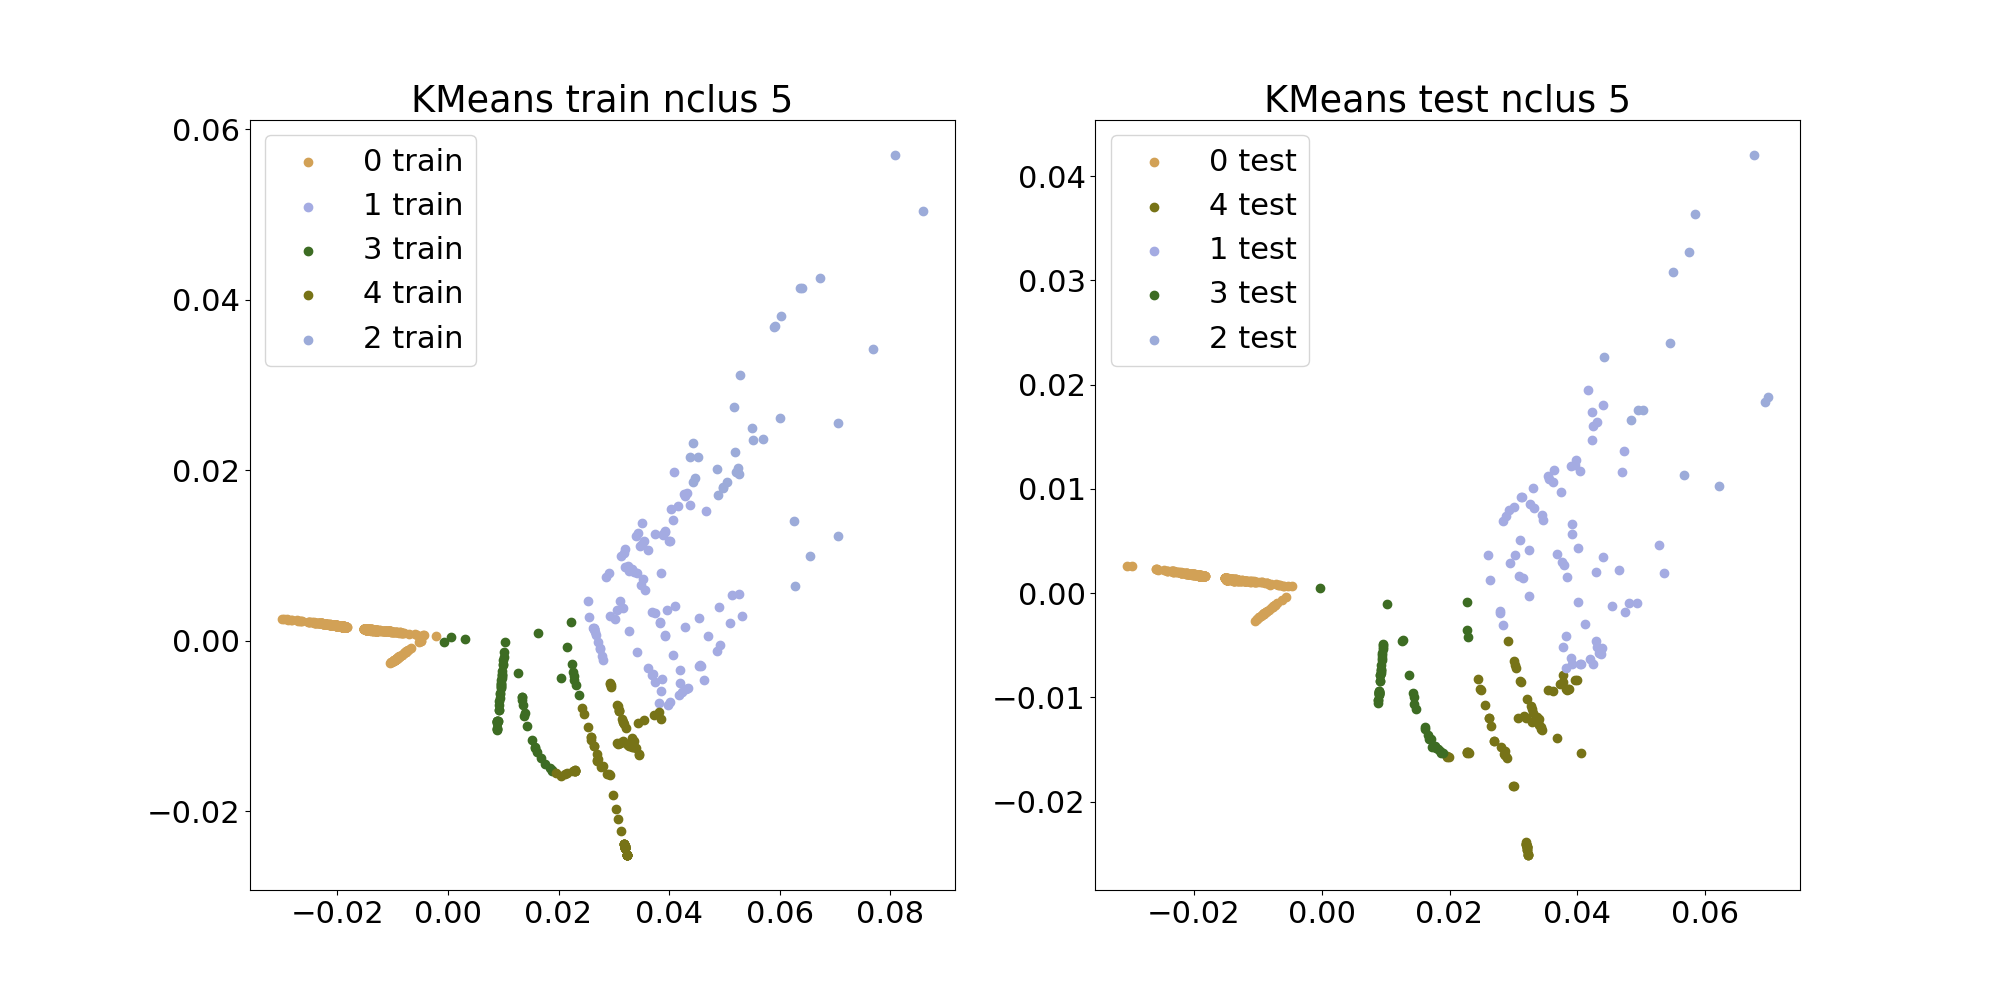 KMeans train nclus 5
0.06
0.04
0.02
0.00
−0.02
0 train
1 train
3 train
4 train
2 train
−0.02 0.00 0.02 0.04 0.06 0.08
KMeans test nclus 5
0.04
0.03
0.02
0.01
0.00
−0.01
−0.02
0 test
4 test
1 test
3 test
2 test
−0.02 0.00 0.02 0.04 0.06